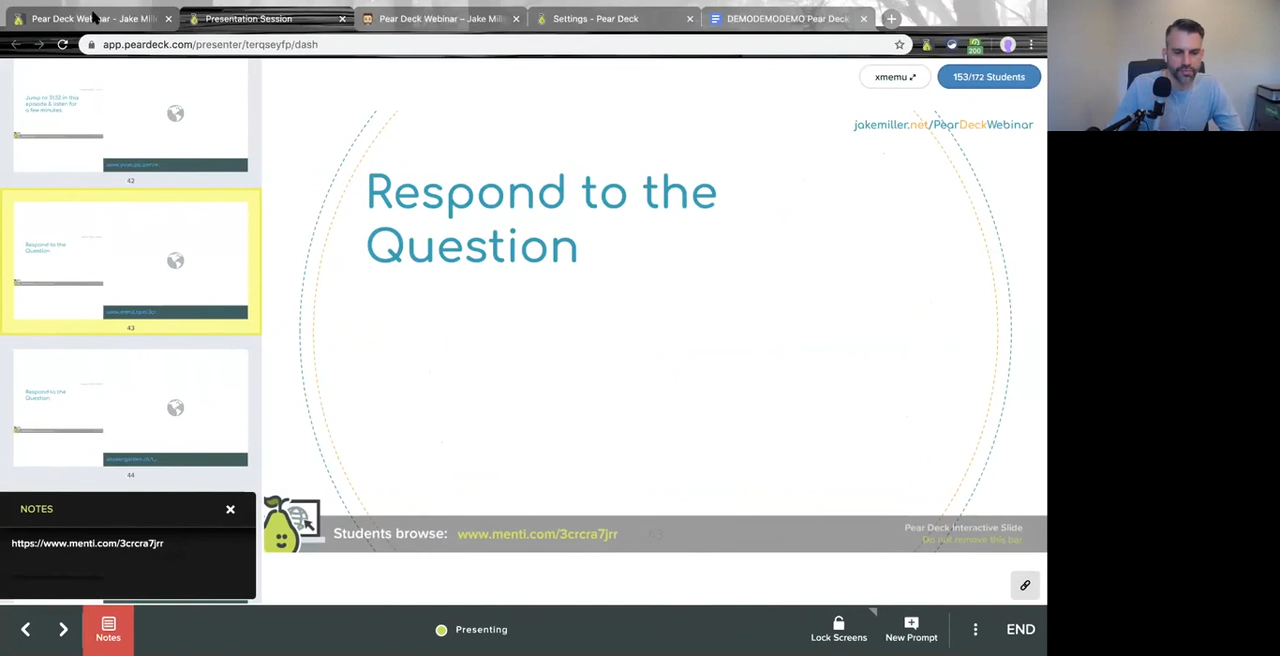 Pear Deck Webinar - Jake Mill
Presentation Session
Pear Deck Webinar – Jake Mil
Settings - Pear Deck
DEMODEMODEMO Pear Deck
app.peardeck.com/presenter/terqseyfp/dash
200
xmemu
153/172 Students
jakemiller.net/PearDeckWebinar
Jump to 31:32 in this
episode & listen for
a few minutes.
42
Respond to the
Question
43
Respond to the
Question
44
Respond to the
Question
NOTES
https://www.menti.com/3crcra7jrr
Students browse: www.menti.com/3crcra7jrr
43
Pear Deck Interactive Slide
Do not remove this bar
Notes
Presenting
Lock Screens
New Prompt
END